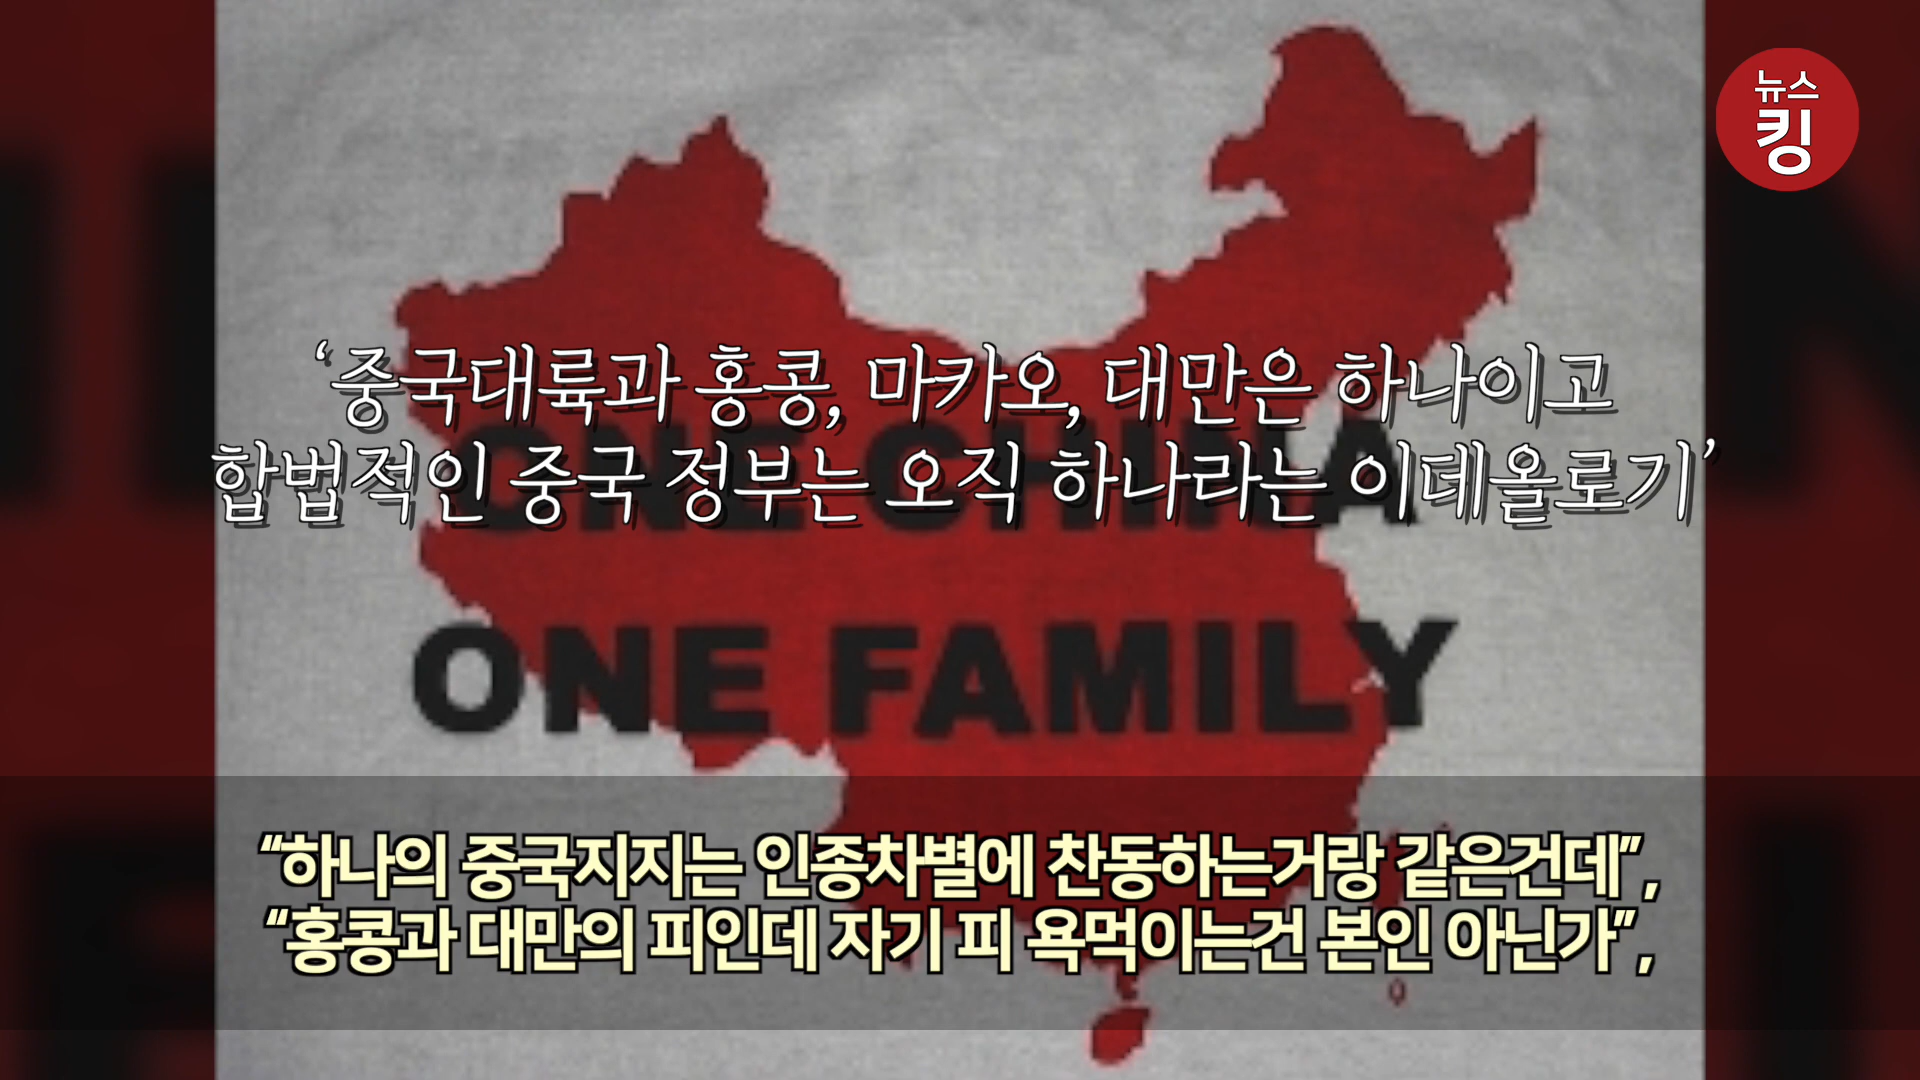 뉴스
킹
‘중국대륙과 홍콩, 마카오, 대만은 하나이고
합법적인 중국 정부는 오직 하나라는 이데올로기’
ONE CHINA
ONE FAMILY
“하나의 중국지지는 인종차별에 찬동하는거랑 같은건데”,
“홍콩과 대만의 피인데 자기 피 욕먹이는건 본인 아닌가”,